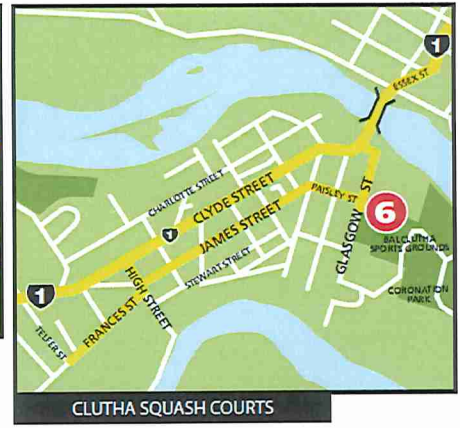 1
ESSEX ST
CHARLOTTE STREET
CLYDE STREET
PAISLEY ST
JAMES STREET
GLASGOW ST
6
BALCLUTHA
SPORTS GROUNDS
1
STEWART STREET
HIGH STREET
CORONATION
PARK
1
FRANCES ST
TELFER ST
CLUTHA SQUASH COURTS